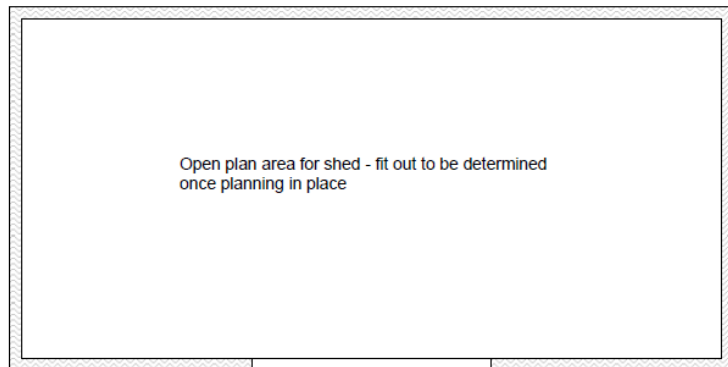 Open plan area for shed - fit out to be determined
once planning in place